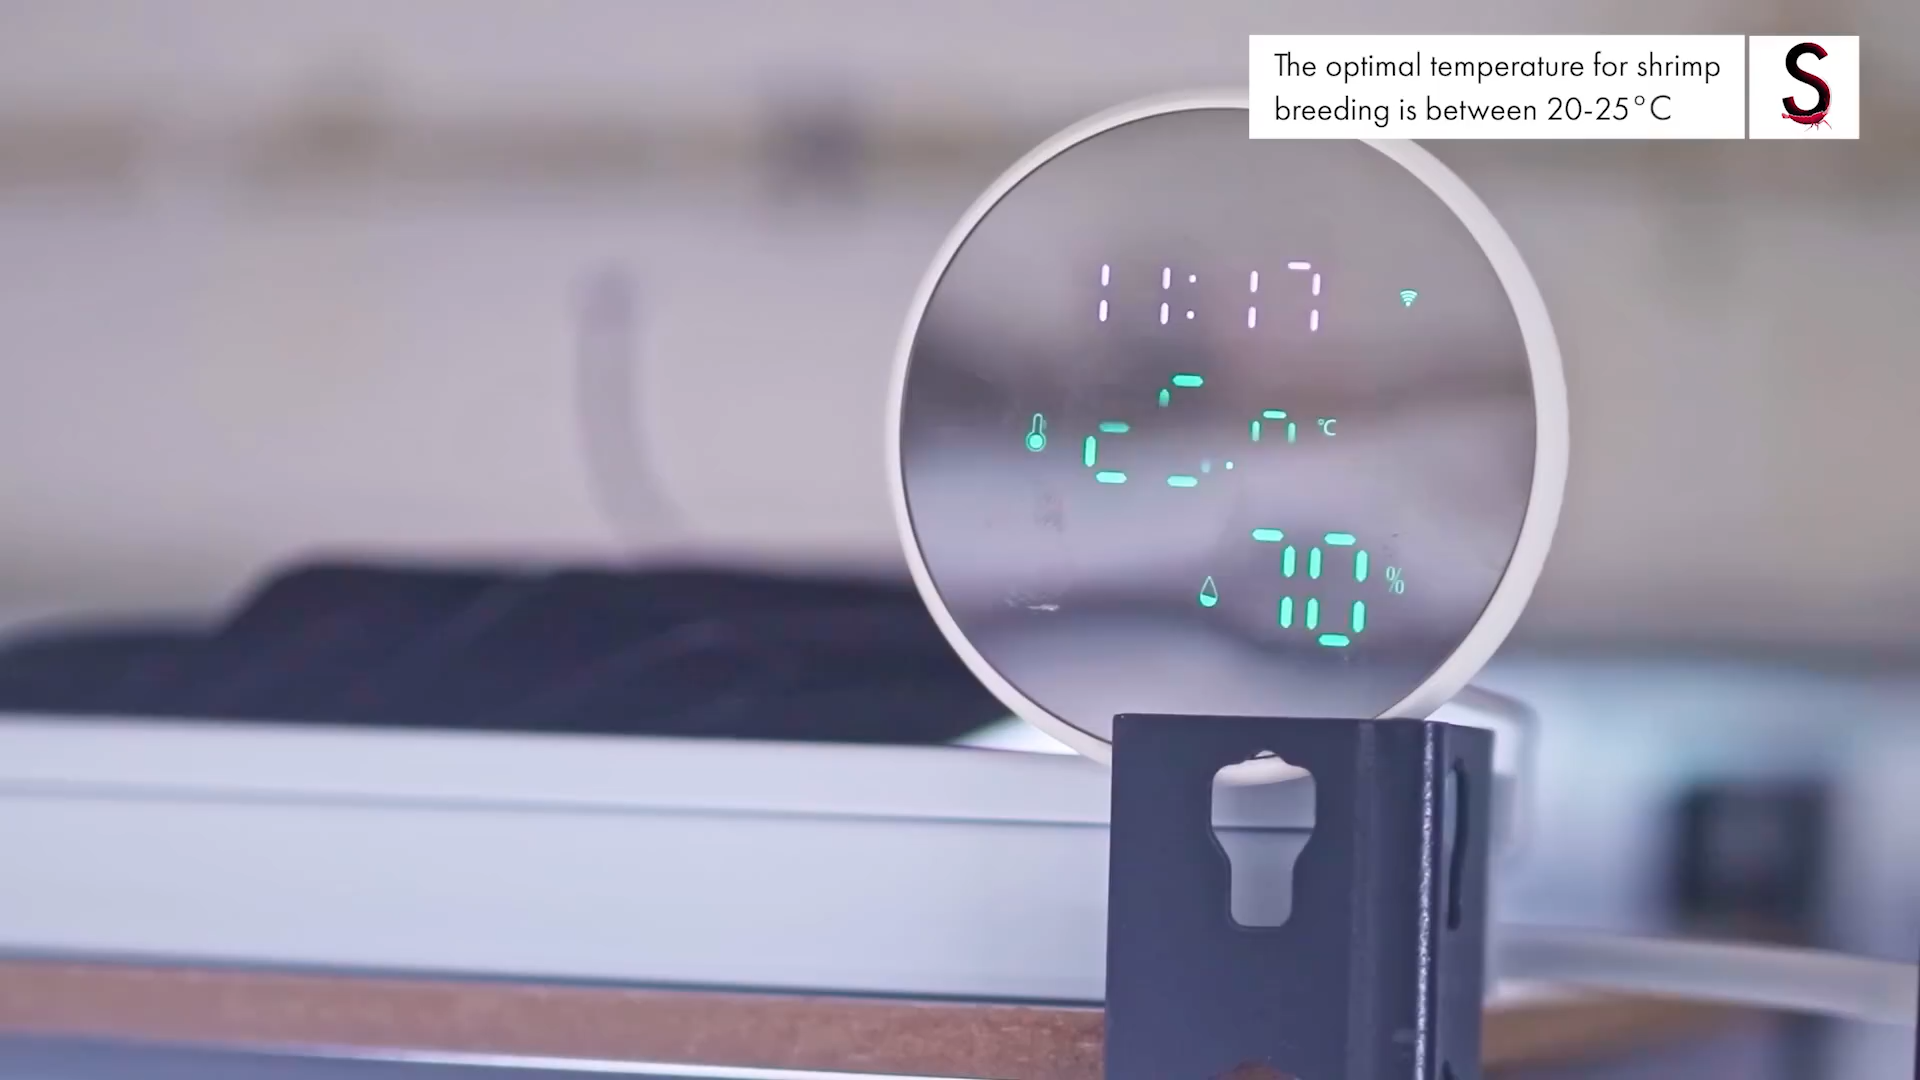 The optimal temperature for shrimp
breeding is between 20-25°C
S
11:17
°C
70%